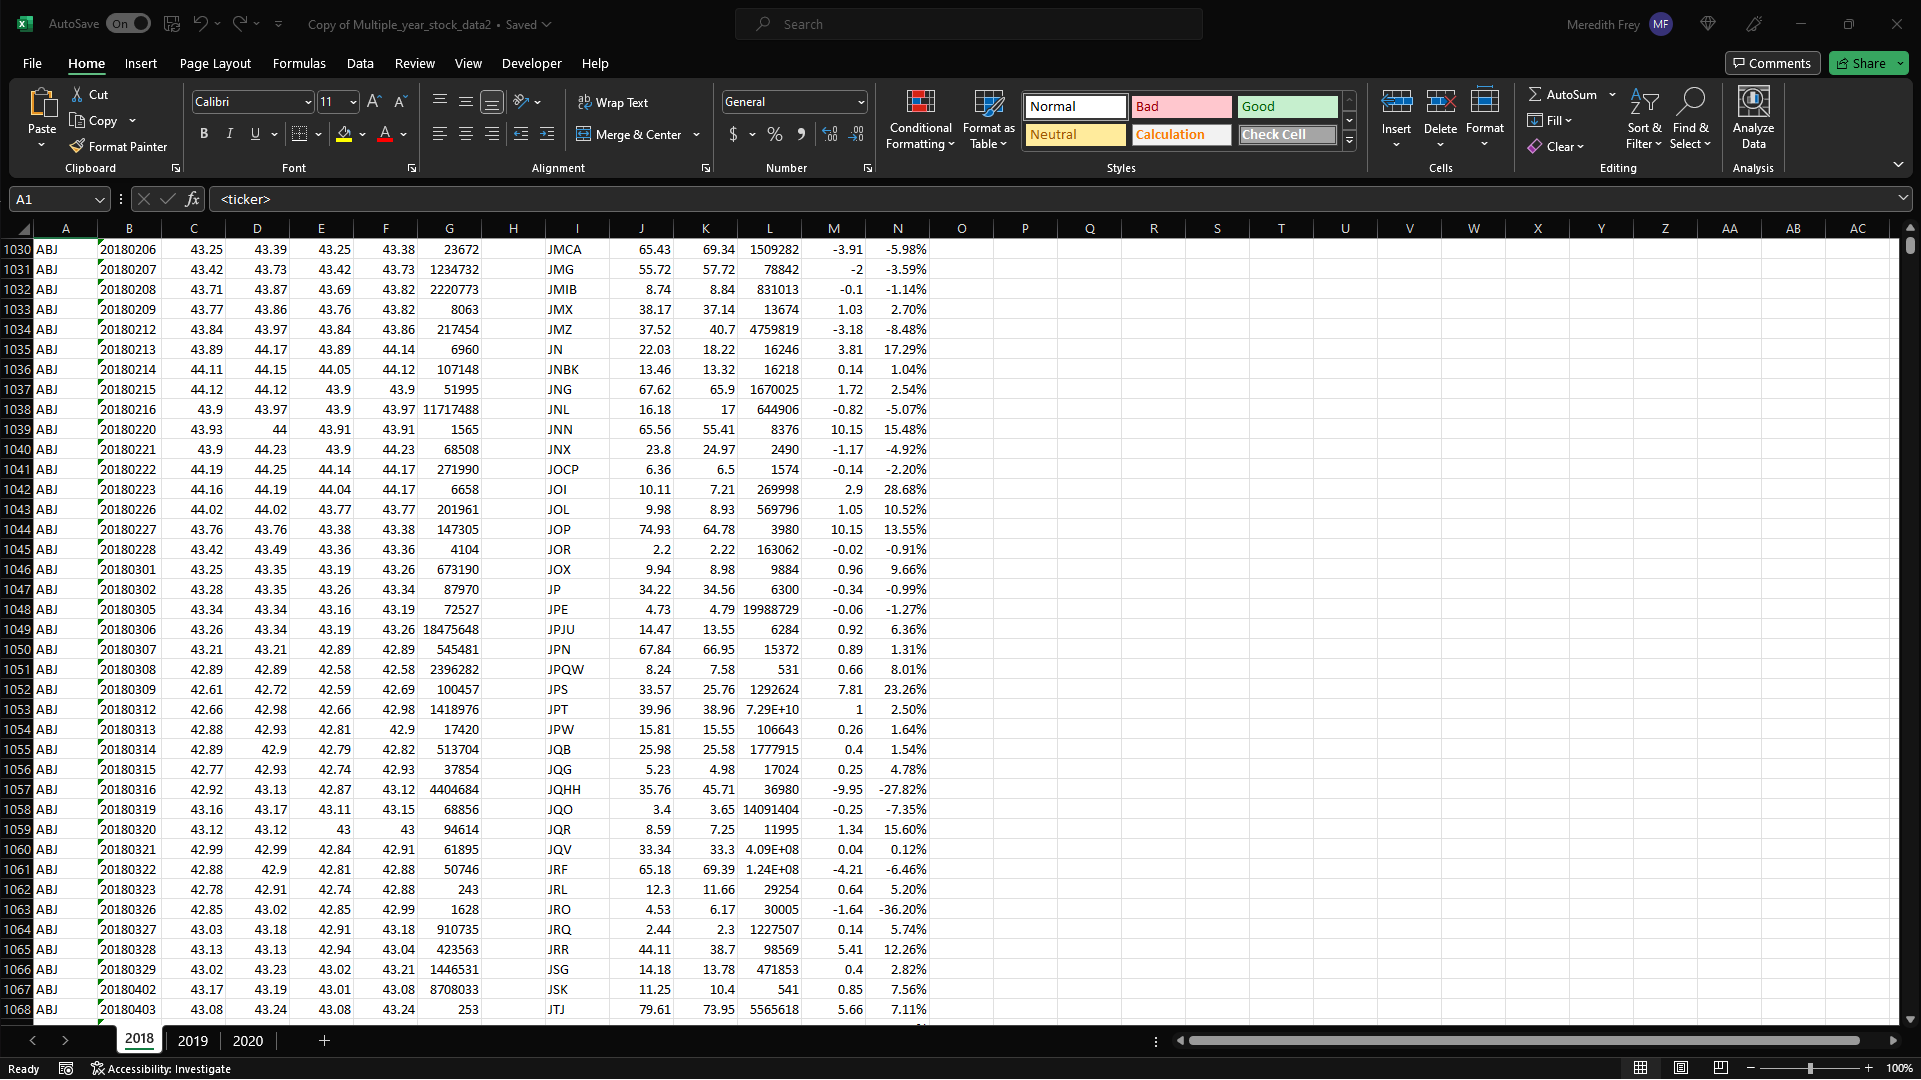 AutoSave On Copy of Multiple_year_stock_data2 • Saved Search Meredith Frey MF
File Home Insert Page Layout Formulas Data Review View Developer Help Comments Share
Paste Cut Copy Format Painter Clipboard
Calibri 11 A A B I U A Font
ab Wrap Text Merge & Center Alignment
General $ % 9 Number
Conditional Formatting Format as Table Normal Bad Good Neutral Calculation Check Cell Styles
Insert Delete Format Cells
AutoSum Fill Clear Sort & Filter Find & Select Editing
Analyze Data Analysis
A1 fx <ticker>
A B C D E F G H I J K L M N O P Q R S T U V W X Y Z AA AB AC
1030 ABJ 20180206 43.25 43.39 43.25 43.38 23672 JMCA 65.43 69.34 1509282 -3.91 -5.98%
1031 ABJ 20180207 43.42 43.73 43.42 43.73 1234732 JMG 55.72 57.72 78842 -2 -3.59%
1032 ABJ 20180208 43.71 43.87 43.69 43.82 2220773 JMIB 8.74 8.84 831013 -0.1 -1.14%
1033 ABJ 20180209 43.77 43.86 43.76 43.82 8063 JMX 38.17 37.14 13674 1.03 2.70%
1034 ABJ 20180212 43.84 43.97 43.84 43.86 217454 JMZ 37.52 40.7 4759819 -3.18 -8.48%
1035 ABJ 20180213 43.89 44.17 43.89 44.14 6960 JN 22.03 18.22 16246 3.81 17.29%
1036 ABJ 20180214 44.11 44.15 44.05 44.12 107148 JNBK 13.46 13.32 16218 0.14 1.04%
1037 ABJ 20180215 44.12 44.12 43.9 43.9 51995 JNG 67.62 65.9 1670025 1.72 2.54%
1038 ABJ 20180216 43.9 43.97 43.9 43.97 11717488 JNL 16.18 17 644906 -0.82 -5.07%
1039 ABJ 20180220 43.93 44 43.91 43.91 1565 JNN 65.56 55.41 8376 10.15 15.48%
1040 ABJ 20180221 43.9 44.23 43.9 44.23 68508 JNX 23.8 24.97 2490 -1.17 -4.92%
1041 ABJ 20180222 44.19 44.25 44.14 44.17 271990 JOCP 6.36 6.5 1574 -0.14 -2.20%
1042 ABJ 20180223 44.16 44.19 44.04 44.17 6658 JOI 10.11 7.21 269998 2.9 28.68%
1043 ABJ 20180226 44.02 44.02 43.77 43.77 201961 JOL 9.98 8.93 569796 1.05 10.52%
1044 ABJ 20180227 43.76 43.76 43.38 43.38 147305 JOP 74.93 64.78 3980 10.15 13.55%
1045 ABJ 20180228 43.42 43.49 43.36 43.36 4104 JOR 2.2 2.22 163062 -0.02 -0.91%
1046 ABJ 20180301 43.25 43.35 43.19 43.26 673190 JOX 9.94 8.98 9884 0.96 9.66%
1047 ABJ 20180302 43.28 43.35 43.26 43.34 87970 JP 34.22 34.56 6300 -0.34 -0.99%
1048 ABJ 20180305 43.34 43.34 43.16 43.19 72527 JPE 4.73 4.79 19988729 -0.06 -1.27%
1049 ABJ 20180306 43.26 43.34 43.19 43.26 18475648 JPJU 14.47 13.55 6284 0.92 6.36%
1050 ABJ 20180307 43.21 43.21 42.89 42.89 545481 JPN 67.84 66.95 15372 0.89 1.31%
1051 ABJ 20180308 42.89 42.89 42.58 42.58 2396282 JPQW 8.24 7.58 531 0.66 8.01%
1052 ABJ 20180309 42.61 42.72 42.59 42.69 100457 JPS 33.57 25.76 1292624 7.81 23.26%
1053 ABJ 20180312 42.66 42.98 42.66 42.98 1418976 JPT 39.96 38.96 7.29E+10 1 2.50%
1054 ABJ 20180313 42.88 42.93 42.81 42.9 17420 JPW 15.81 15.55 106643 0.26 1.64%
1055 ABJ 20180314 42.89 42.9 42.79 42.82 513704 JQB 25.98 25.58 1777915 0.4 1.54%
1056 ABJ 20180315 42.77 42.93 42.74 42.93 37854 JQG 5.23 4.98 17024 0.25 4.78%
1057 ABJ 20180316 42.92 43.13 42.87 43.12 4404684 JQHH 35.76 45.71 36980 -9.95 -27.82%
1058 ABJ 20180319 43.16 43.17 43.11 43.15 68856 JQO 3.4 3.65 14091404 -0.25 -7.35%
1059 ABJ 20180320 43.12 43.12 43 43 94614 JQR 8.59 7.25 11995 1.34 15.60%
1060 ABJ 20180321 42.99 42.99 42.84 42.91 61895 JQV 33.34 33.3 4.09E+08 0.04 0.12%
1061 ABJ 20180322 42.88 42.9 42.81 42.88 50746 JRF 65.18 69.39 1.24E+08 -4.21 -6.46%
1062 ABJ 20180323 42.78 42.91 42.74 42.88 243 JRL 12.3 11.66 29254 0.64 5.20%
1063 ABJ 20180326 42.85 43.02 42.85 42.99 1628 JRO 4.53 6.17 30005 -1.64 -36.20%
1064 ABJ 20180327 43.03 43.18 42.91 43.18 910735 JRQ 2.44 2.3 1227507 0.14 5.74%
1065 ABJ 20180328 43.13 43.13 42.94 43.04 423563 JRR 44.11 38.7 98569 5.41 12.26%
1066 ABJ 20180329 43.02 43.23 43.02 43.21 1446531 JSG 14.18 13.78 471853 0.4 2.82%
1067 ABJ 20180402 43.17 43.19 43.01 43.08 8708033 JSK 11.25 10.4 541 0.85 7.56%
1068 ABJ 20180403 43.08 43.24 43.08 43.24 253 JTJ 79.61 73.95 5565618 5.66 7.11%
2018 2019 2020 +
Ready Accessibility: Investigate 100%